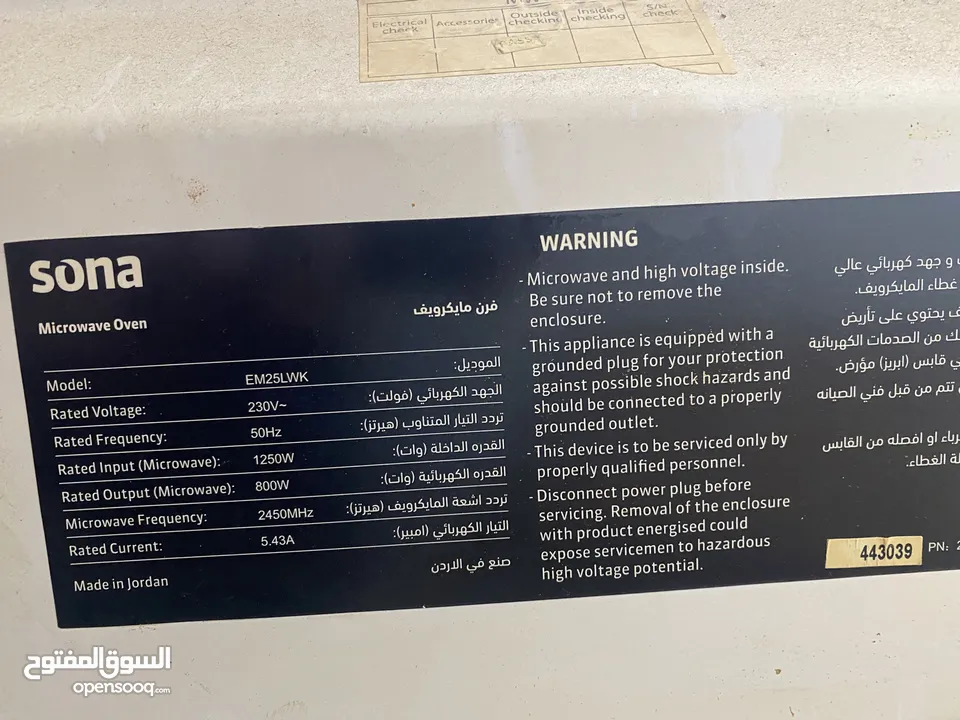 Electrical check
Accessories
Outside checking
Inside checking
S/N check
sona
Microwave Oven
فرن مايكرويف
Model: EM25LWK الموديل:
Rated Voltage: 230V~ الجهد الكهربائي (فولت):
Rated Frequency: 50Hz تردد التيار المتناوب (هيرتز):
Rated Input (Microwave): 1250W القدره الداخلة (وات):
Rated Output (Microwave): 800W القدره الكهربائية (وات):
Microwave Frequency: 2450MHz تردد اشعة المايكرويف (هيرتز):
Rated Current: 5.43A التيار الكهربائي (امبير):
Made in Jordan صنع في الاردن
WARNING
- Microwave and high voltage inside.
Be sure not to remove the
enclosure.
- This appliance is equipped with a
grounded plug for your protection
against possible shock hazards and
should be connected to a properly
grounded outlet.
- This device is to be serviced only by
properly qualified personnel.
- Disconnect power plug before
servicing. Removal of the enclosure
with product energised could
expose servicemen to hazardous
high voltage potential.
و جهد كهربائي عالي
غطاء المايكرويف.
يحتوي على تأريض
من الصدمات الكهربائية
قابس (ابريز) مؤرض.
تتم من قبل فني الصيانه
او افصله من القابس
الغطاء.
443039 PN: 2
السوق المفتوح
opensooq.com